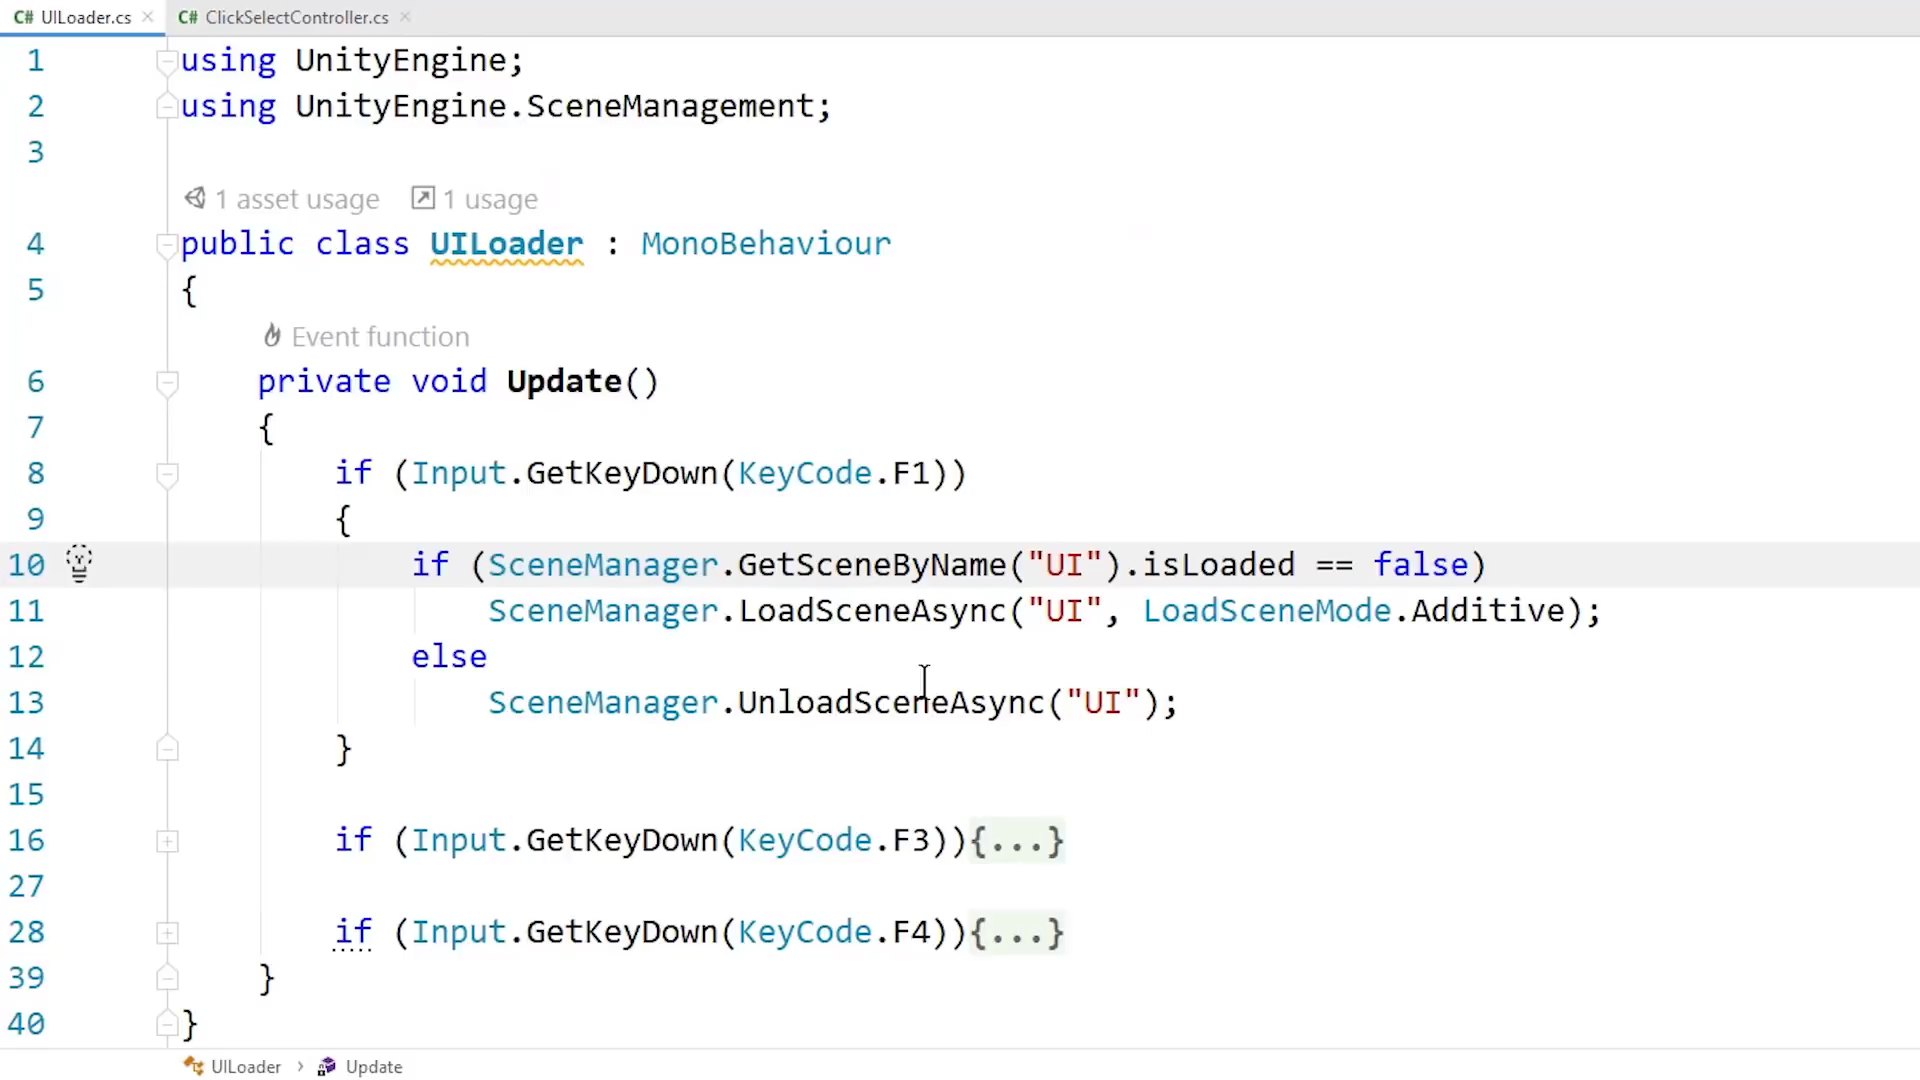 C# UILoader.cs × C# ClickSelectController.cs ×
1 using UnityEngine;
2 using UnityEngine.SceneManagement;
3
1 asset usage 1 usage
4 public class UILoader : MonoBehaviour
5 {
Event function
6 private void Update()
7 {
8 if (Input.GetKeyDown(KeyCode.F1))
9 {
10 if (SceneManager.GetSceneByName("UI").isLoaded == false)
11 SceneManager.LoadSceneAsync("UI", LoadSceneMode.Additive);
12 else
13 SceneManager.UnloadSceneAsync("UI");
14 }
15
16 if (Input.GetKeyDown(KeyCode.F3)){...}
27
28 if (Input.GetKeyDown(KeyCode.F4)){...}
39 }
40 }
UILoader › Update